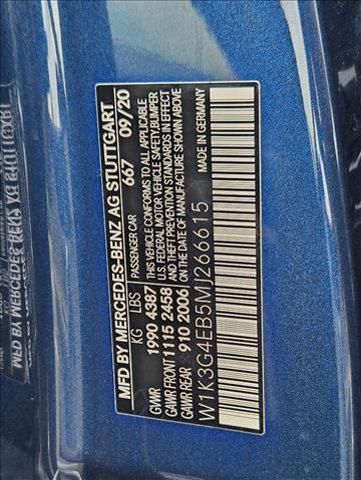 MFD BY MERCEDES-BENZ AG STUTTGART
KG LBS PASSENGER CAR 667 09/20
GWR 1990 4387 THIS VEHICLE CONFORMS TO ALL APPLICABLE
GAWR FRONT 1115 2458 U.S. FEDERAL MOTOR VEHICLE SAFETY BUMPER
GAWR REAR 910 2006 AND THEFT PREVENTION STANDARDS IN EFFECT
ON THE DATE OF MANUFACTURE SHOWN ABOVE
W1K3G4EB5MJ266615 MADE IN GERMANY